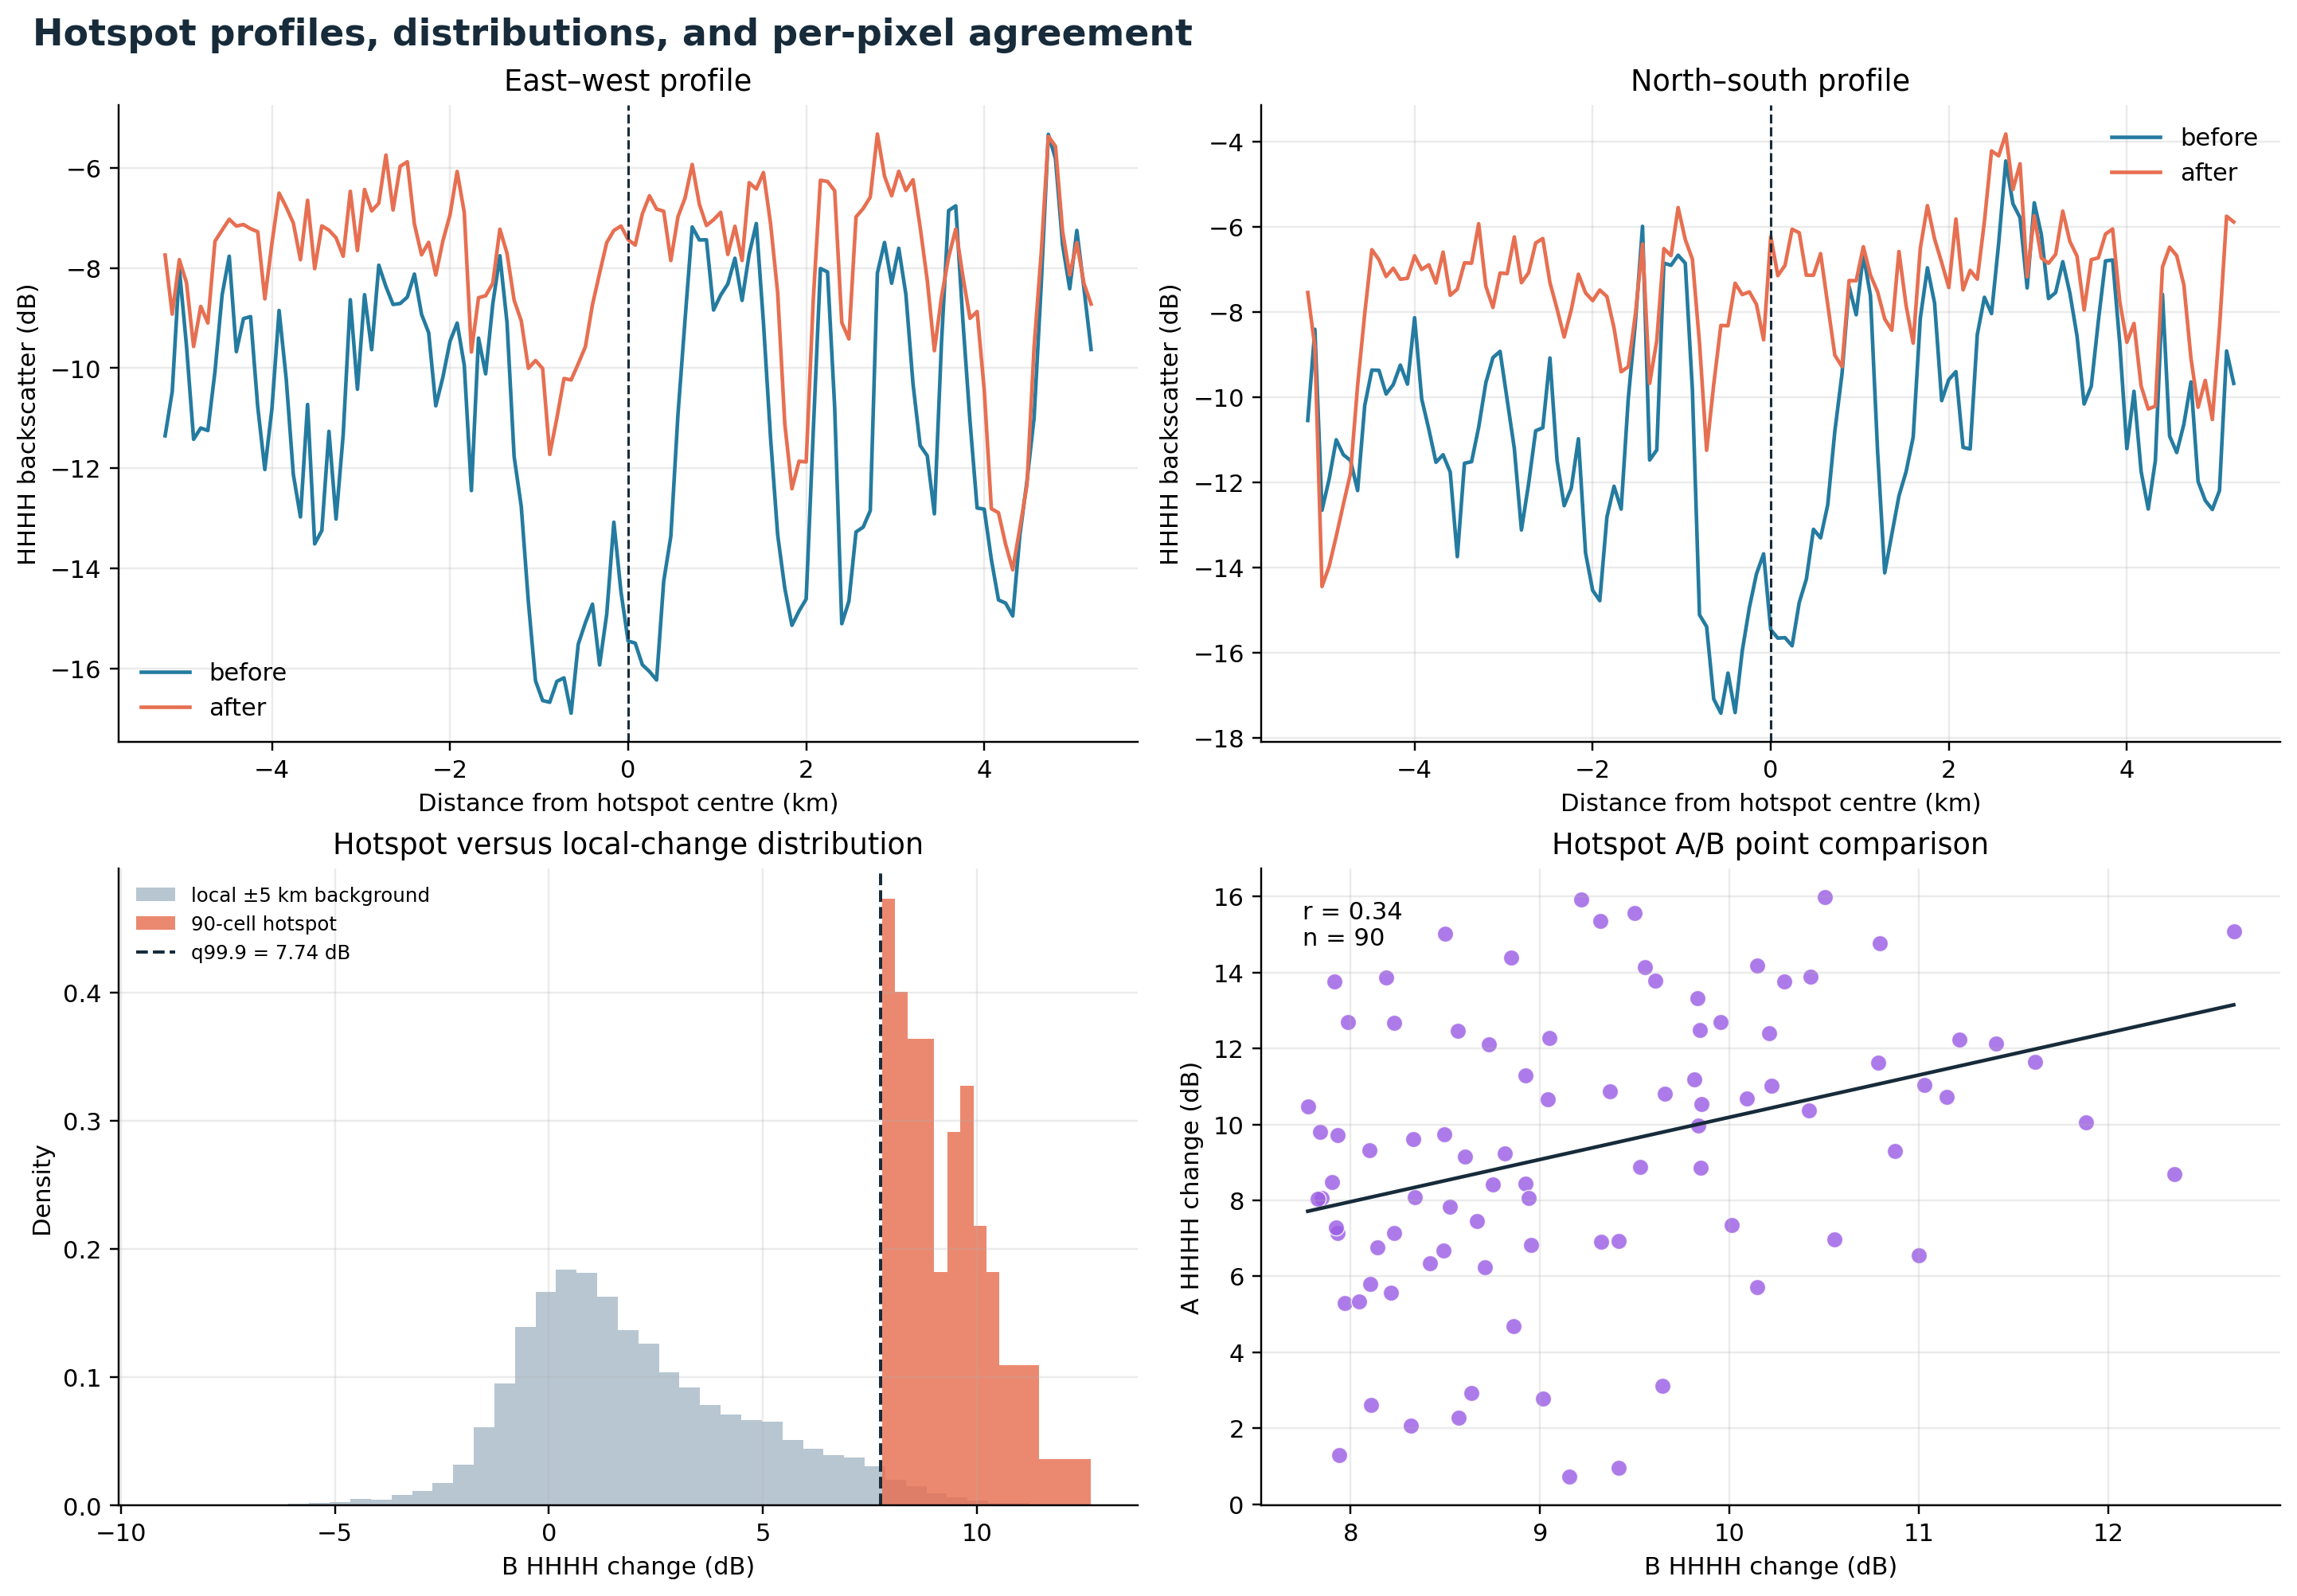 Hotspot profiles, distributions, and per-pixel agreement
East–west profile
HHHH backscatter (dB)
−6
−8
−10
−12
−14
−16
before
after
−4
−2
0
2
4
Distance from hotspot centre (km)
North–south profile
HHHH backscatter (dB)
−4
−6
−8
−10
−12
−14
−16
−18
before
after
−4
−2
0
2
4
Distance from hotspot centre (km)
Hotspot versus local-change distribution
local ±5 km background
90-cell hotspot
q99.9 = 7.74 dB
Density
0.4
0.3
0.2
0.1
0.0
−10
−5
0
5
10
B HHHH change (dB)
Hotspot A/B point comparison
r = 0.34
n = 90
A HHHH change (dB)
16
14
12
10
8
6
4
2
0
8
9
10
11
12
B HHHH change (dB)